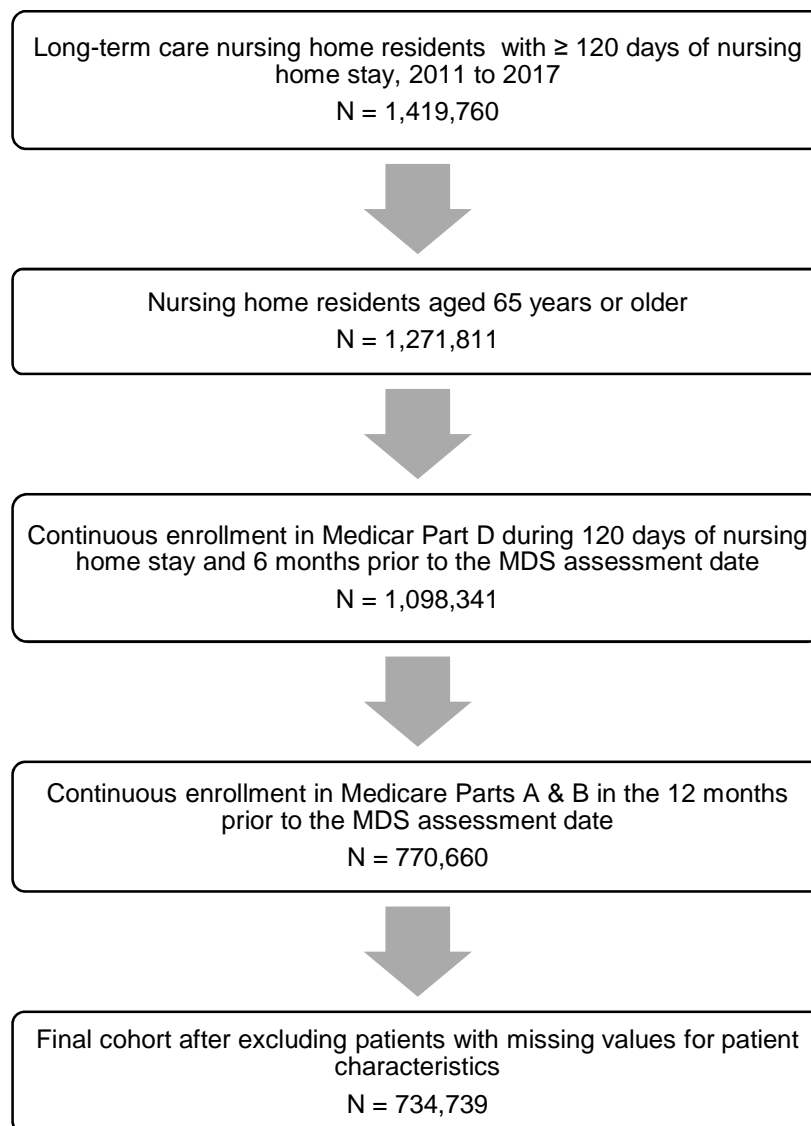 Long-term care nursing home residents  with ≥ 120 days of nursing
home stay, 2011 to 2017
N = 1,419,760
Nursing home residents aged 65 years or older
N = 1,271,811
Continuous enrollment in Medicar Part D during 120 days of nursing
home stay and 6 months prior to the MDS assessment date
N = 1,098,341
Continuous enrollment in Medicare Parts A & B in the 12 months
prior to the MDS assessment date
N = 770,660
Final cohort after excluding patients with missing values for patient
characteristics
N = 734,739